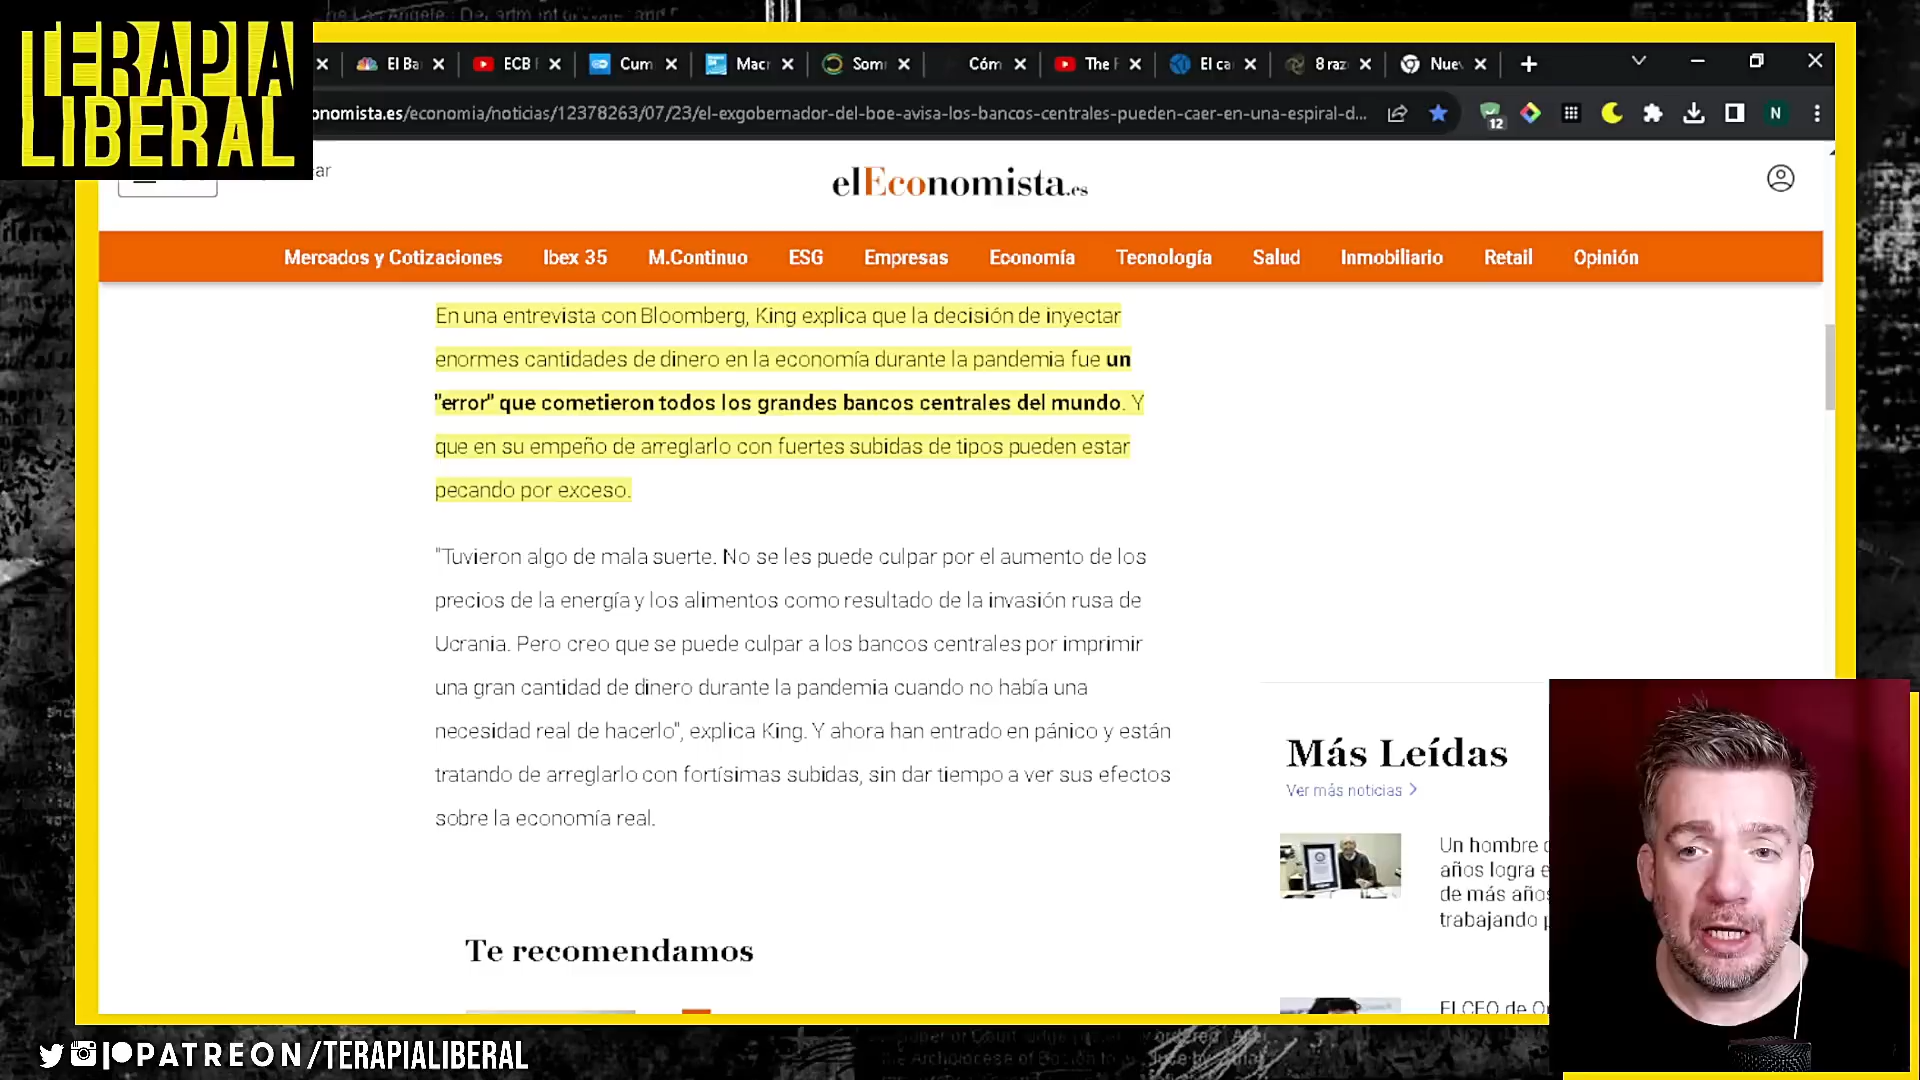 TERAPIA
LIBERAL
El Ba
ECB
Cum
Macr
Som
Cóm
The F
El ca
8 raz
Nuev
onomista.es/economia/noticias/12378263/07/23/el-exgobernador-del-boe-avisa-los-bancos-centrales-pueden-caer-en-una-espiral-d...
12
N
ar
elEconomista.es
Mercados y Cotizaciones
Ibex 35
M.Continuo
ESG
Empresas
Economía
Tecnología
Salud
Inmobiliario
Retail
Opinión
En una entrevista con Bloomberg, King explica que la decisión de inyectar
enormes cantidades de dinero en la economía durante la pandemia fue un
"error" que cometieron todos los grandes bancos centrales del mundo. Y
que en su empeño de arreglarlo con fuertes subidas de tipos pueden estar
pecando por exceso.
"Tuvieron algo de mala suerte. No se les puede culpar por el aumento de los
precios de la energía y los alimentos como resultado de la invasión rusa de
Ucrania. Pero creo que se puede culpar a los bancos centrales por imprimir
una gran cantidad de dinero durante la pandemia cuando no había una
necesidad real de hacerlo", explica King. Y ahora han entrado en pánico y están
tratando de arreglarlo con fortísimas subidas, sin dar tiempo a ver sus efectos
sobre la economía real.
Te recomendamos
Más Leídas
Ver más noticias
Un hombre
años logra
de más años
trabajando
El CEO de
PATREON/TERAPIALIBERAL